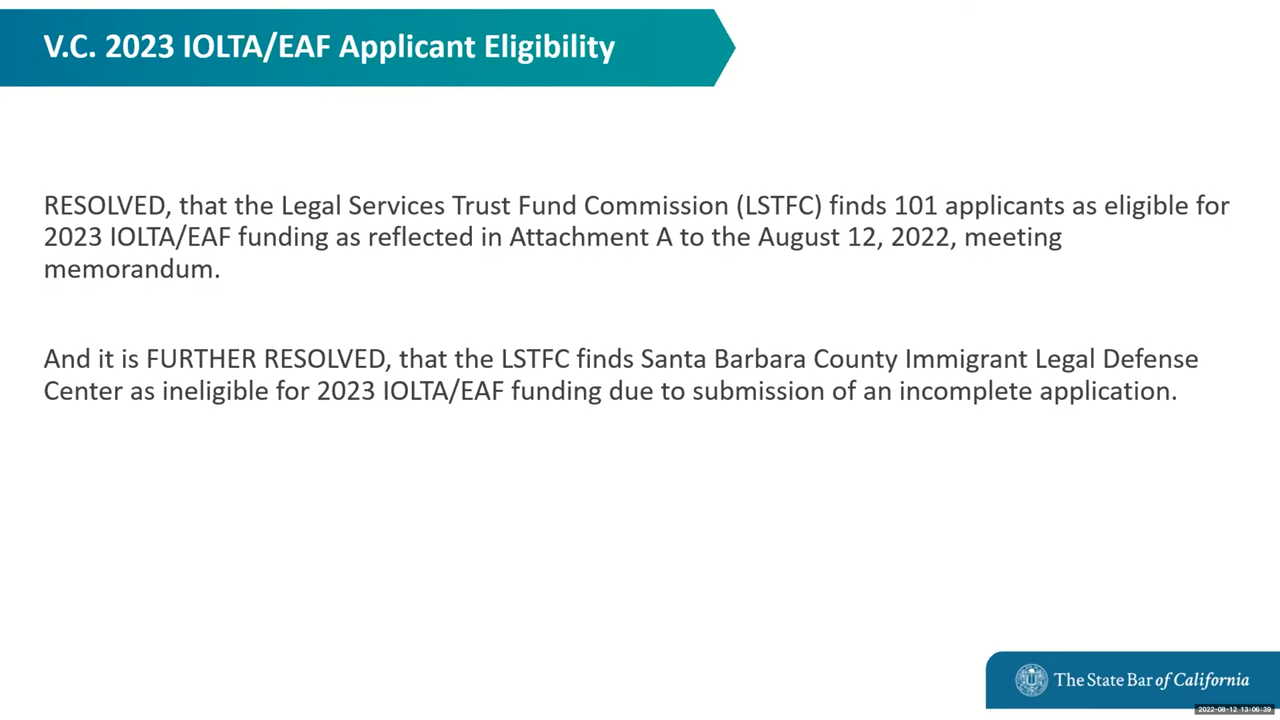 V.C. 2023 IOLTA/EAF Applicant Eligibility
RESOLVED, that the Legal Services Trust Fund Commission (LSTFC) finds 101 applicants as eligible for
2023 IOLTA/EAF funding as reflected in Attachment A to the August 12, 2022, meeting
memorandum.
And it is FURTHER RESOLVED, that the LSTFC finds Santa Barbara County Immigrant Legal Defense
Center as ineligible for 2023 IOLTA/EAF funding due to submission of an incomplete application.
The State Bar of California
2022-08-12 13:06:39